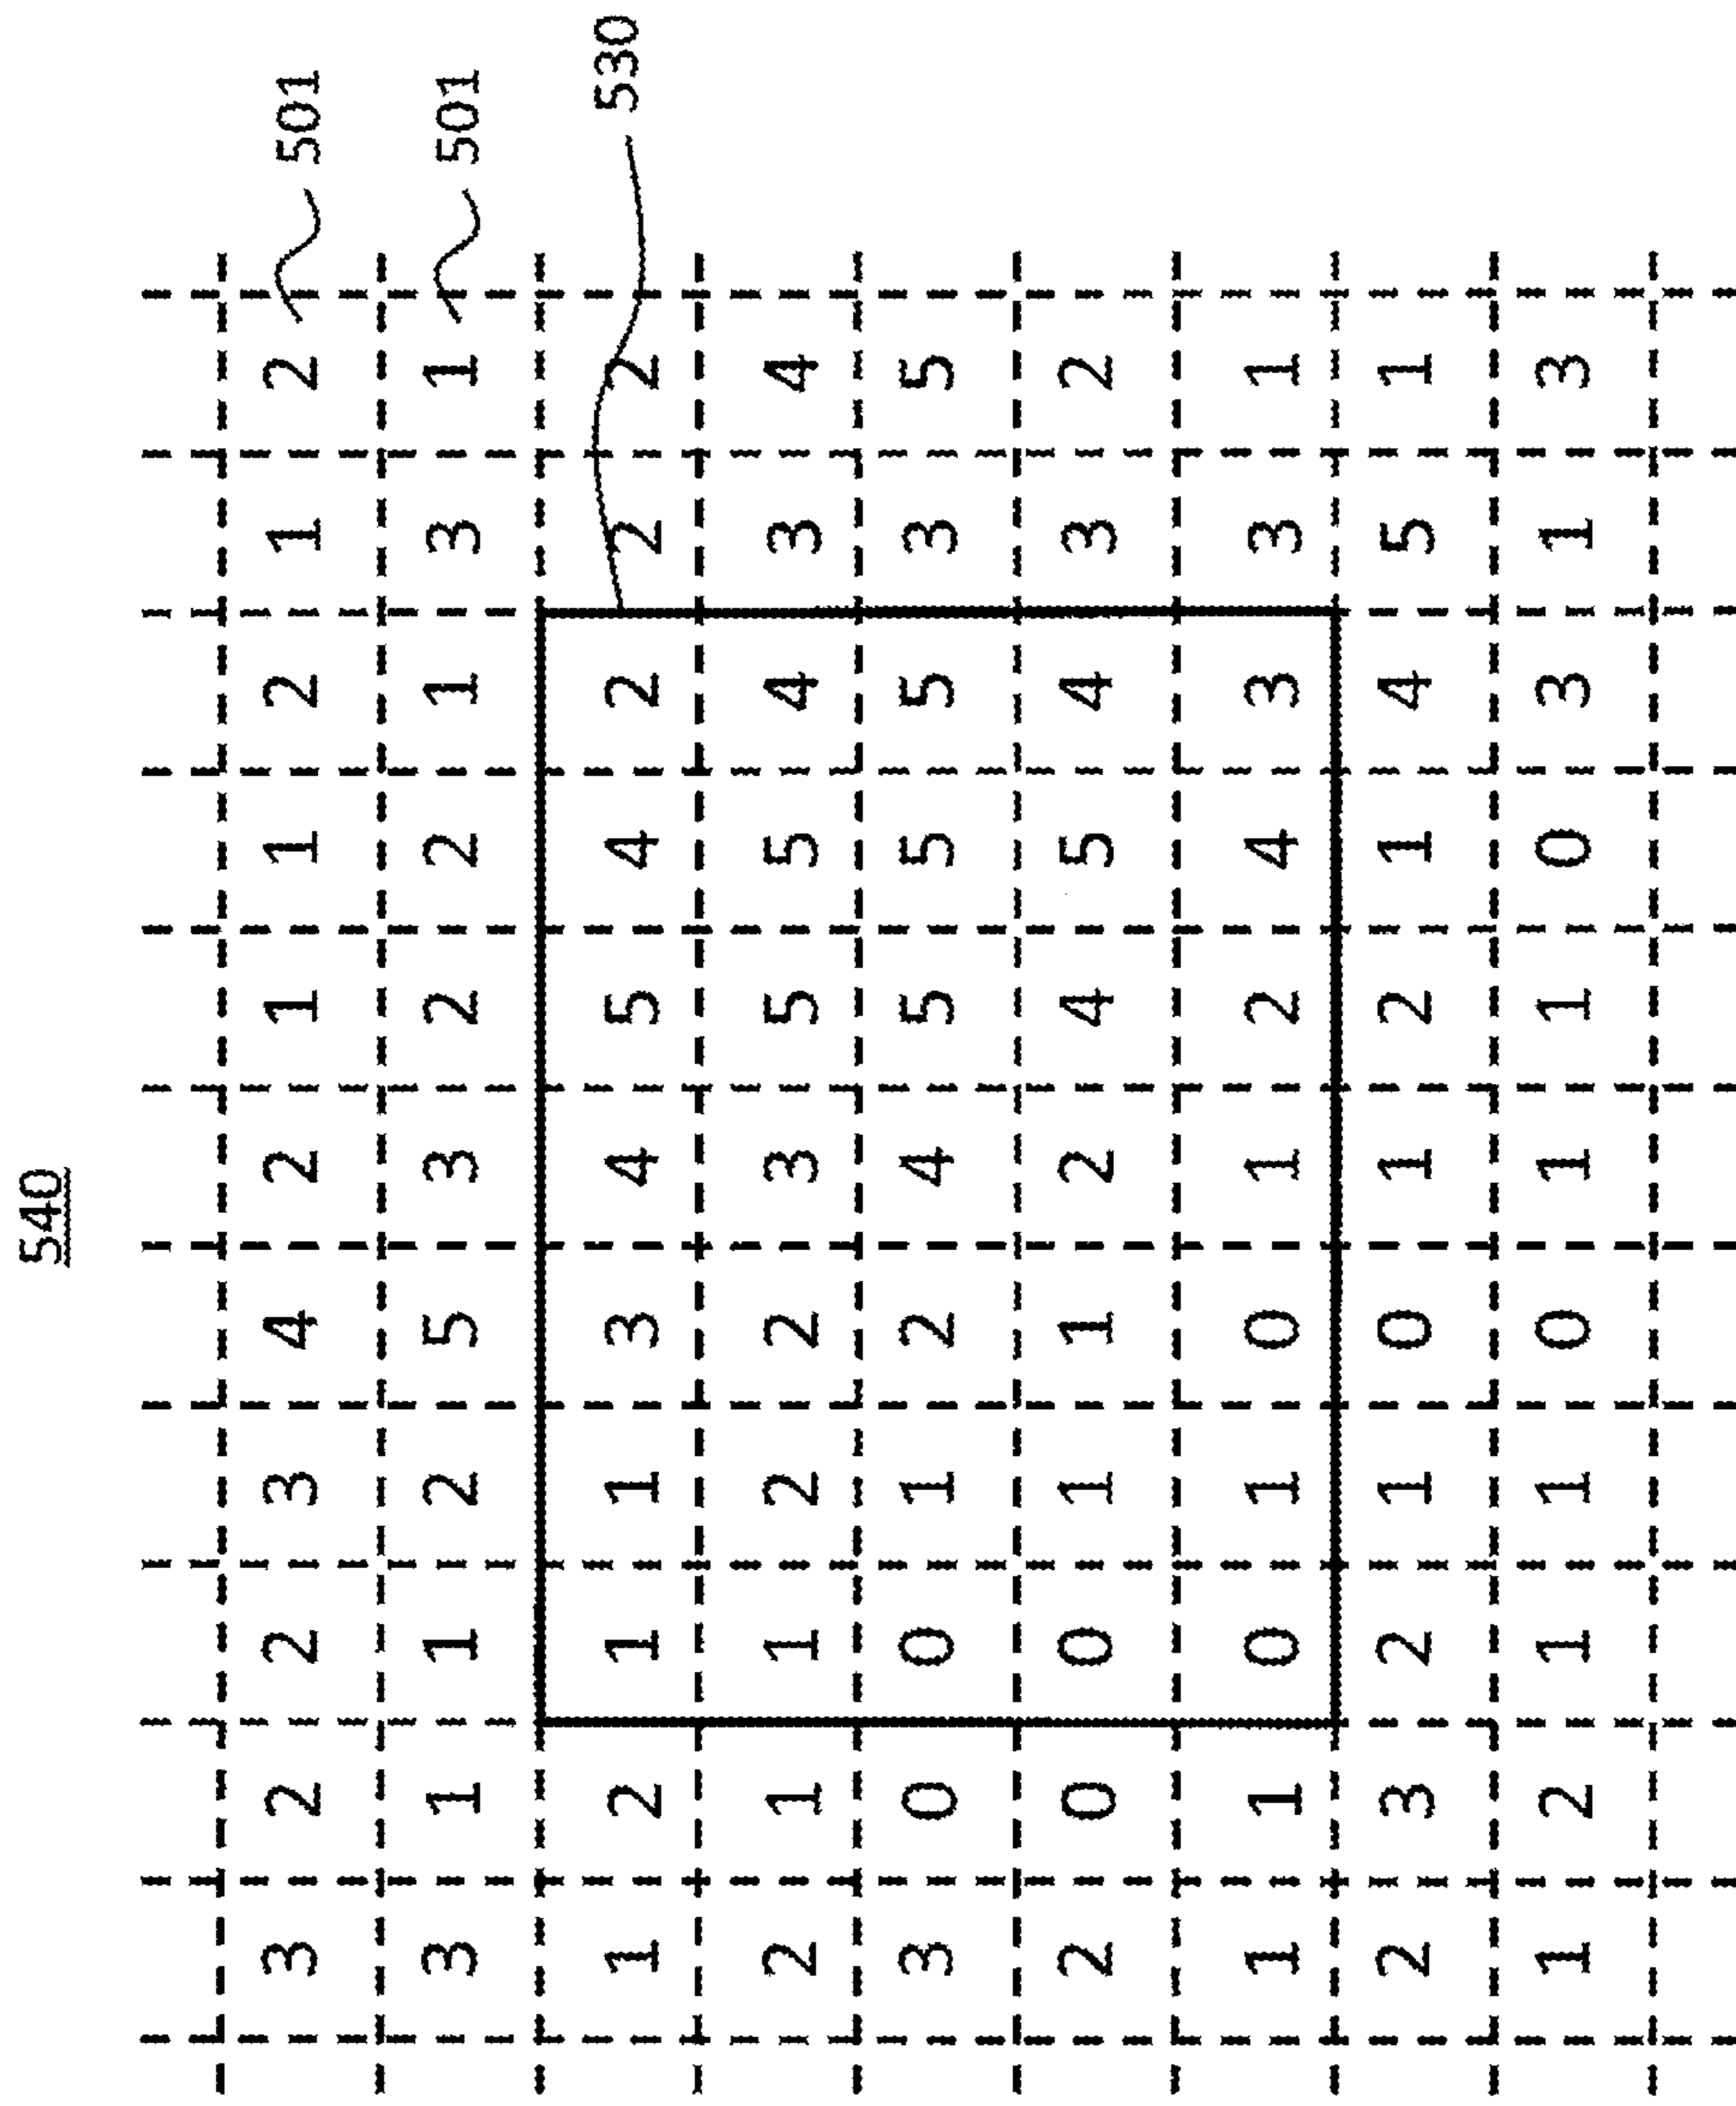 540
3 2 2 3 4 2 1 1 2 1 2 501
3 1 1 2 5 3 2 2 1 3 1 501
1 2 1 1 3 4 5 4 2 2 2 530
2 1 1 2 2 3 5 5 4 3 4
3 0 0 1 2 4 5 5 5 3 5
2 0 0 1 1 2 4 5 4 3 2
1 1 0 1 0 1 2 4 3 3 1
2 3 2 1 0 1 2 1 4 5 1
1 2 1 1 0 1 1 0 3 1 3